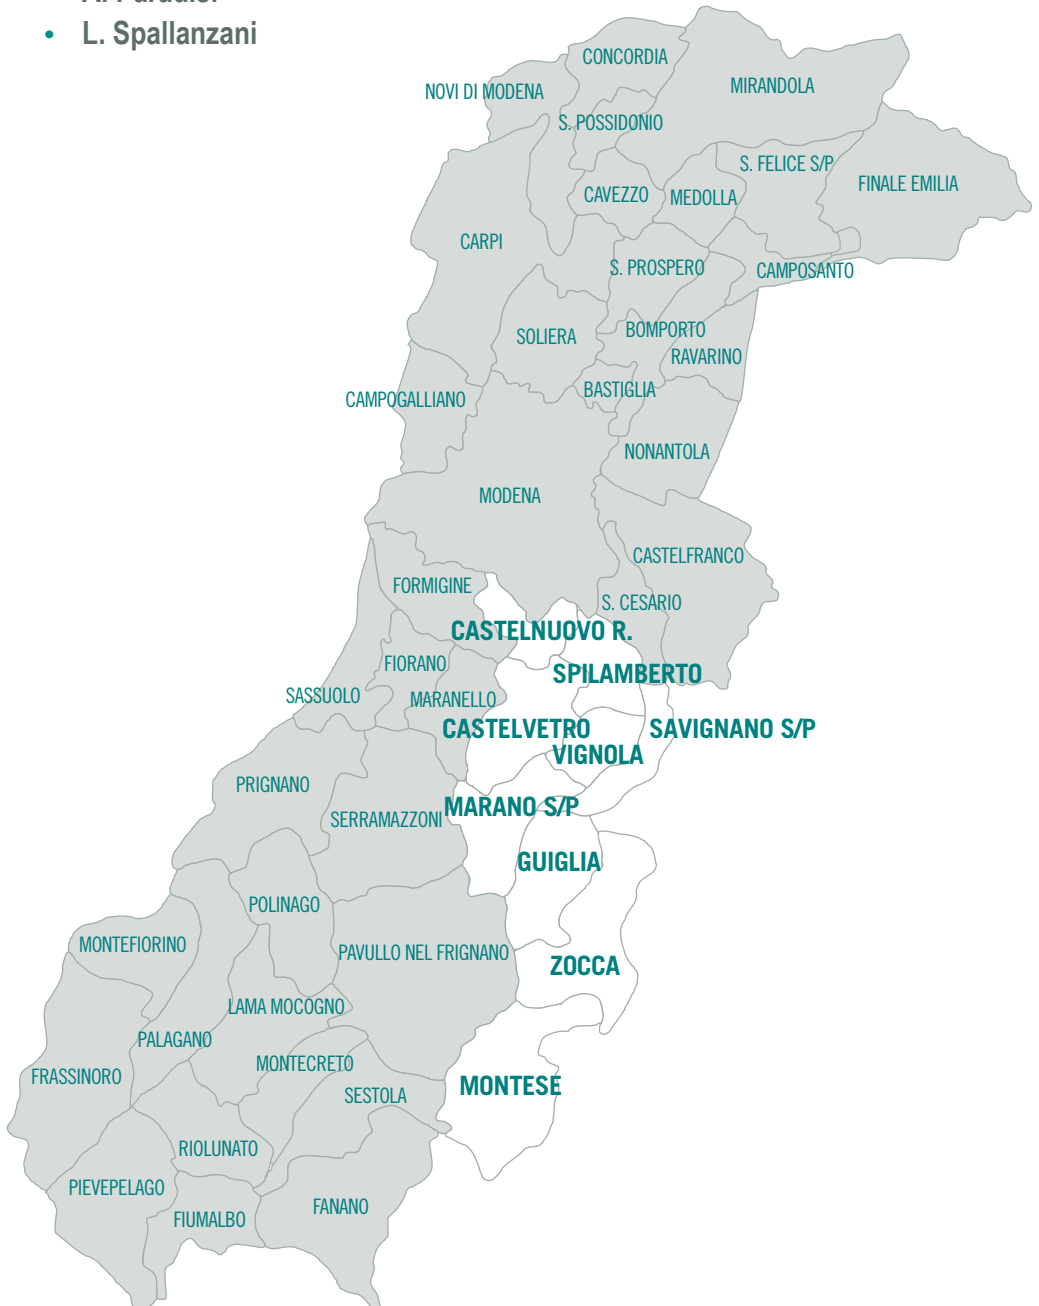 • L. Spallanzani
CONCORDIA
MIRANDOLA
NOVI DI MODENA
S. POSSIDONIO
S. FELICE S/P
FINALE EMILIA
CAVEZZO
MEDOLLA
CARPI
S. PROSPERO
CAMPOSANTO
SOLIERA
BOMPORTO
RAVARINO
BASTIGLIA
CAMPOGALLIANO
NONANTOLA
MODENA
CASTELFRANCO
FORMIGINE
S. CESARIO
CASTELNUOVO R.
FIORANO
SPILAMBERTO
SASSUOLO
MARANELLO
CASTELVETRO
SAVIGNANO S/P
VIGNOLA
PRIGNANO
MARANO S/P
SERRAMAZZONI
GUIGLIA
POLINAGO
MONTEFIORINO
PAVULLO NEL FRIGNANO
ZOCCA
LAMA MOCOGNO
PALAGANO
MONTECRETO
FRASSINORO
MONTESE
SESTOLA
RIOLUNATO
PIEVEPELAGO
FANANO
FIUMALBO